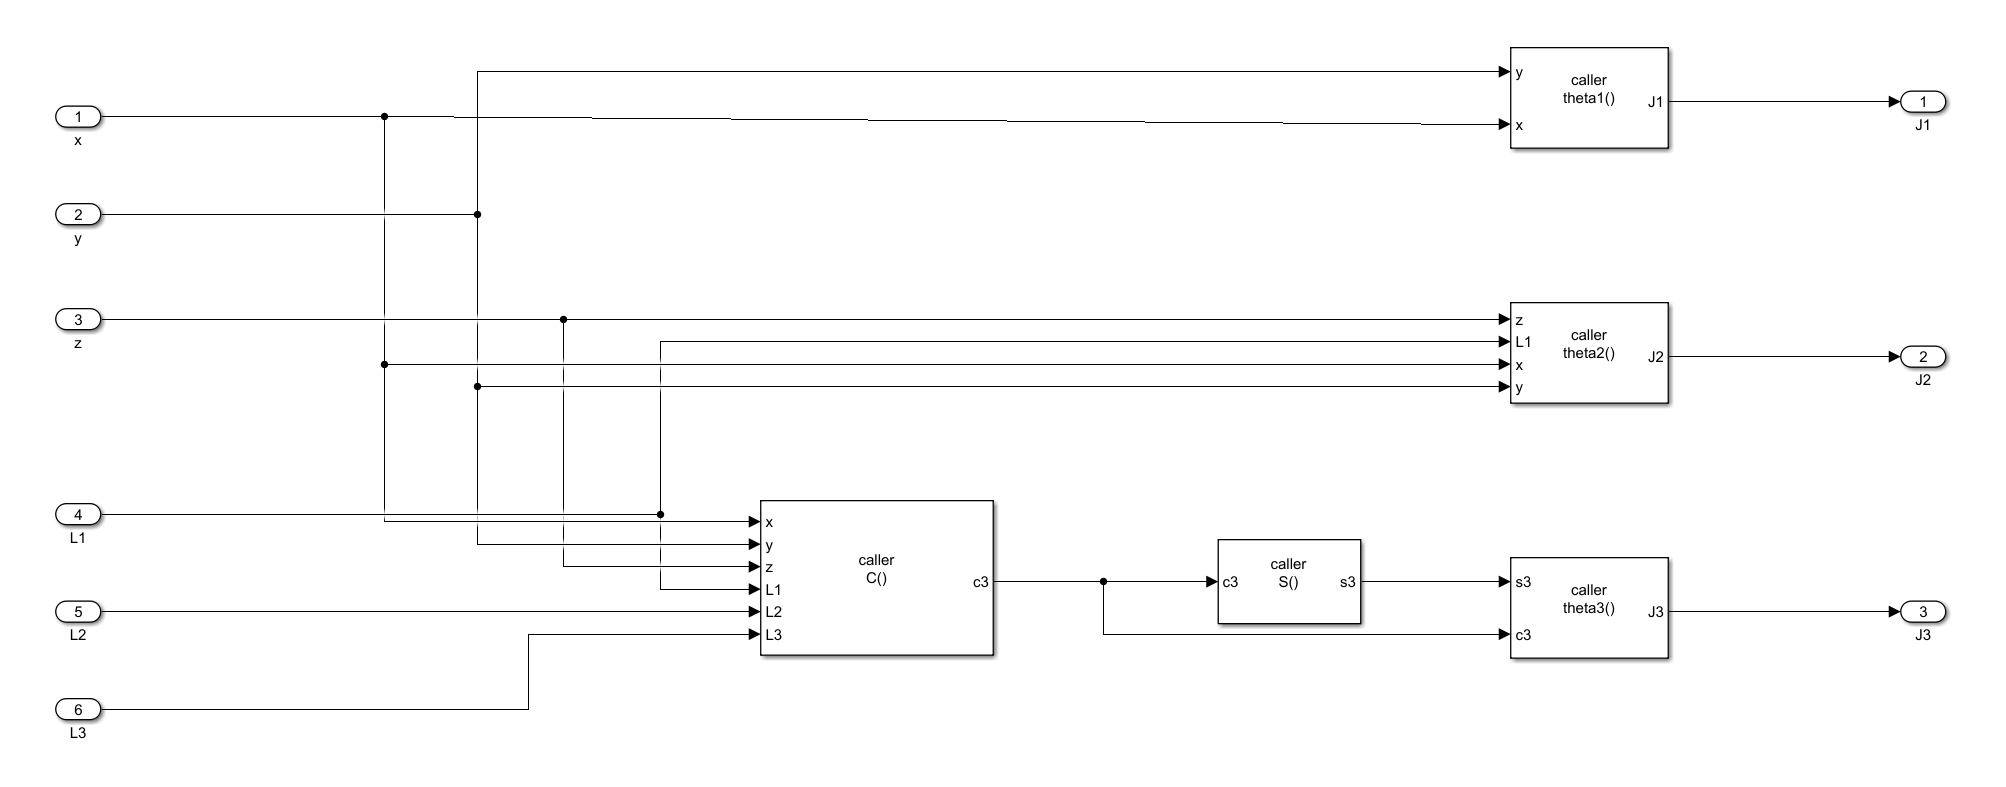 1
x
2
y
3
z
4
L1
5
L2
6
L3
y
x
caller
theta1()
J1
1
J1
z
L1
x
y
caller
theta2()
J2
2
J2
x
y
z
L1
L2
L3
caller
C()
c3
c3
caller
S()
s3
s3
c3
caller
theta3()
J3
3
J3